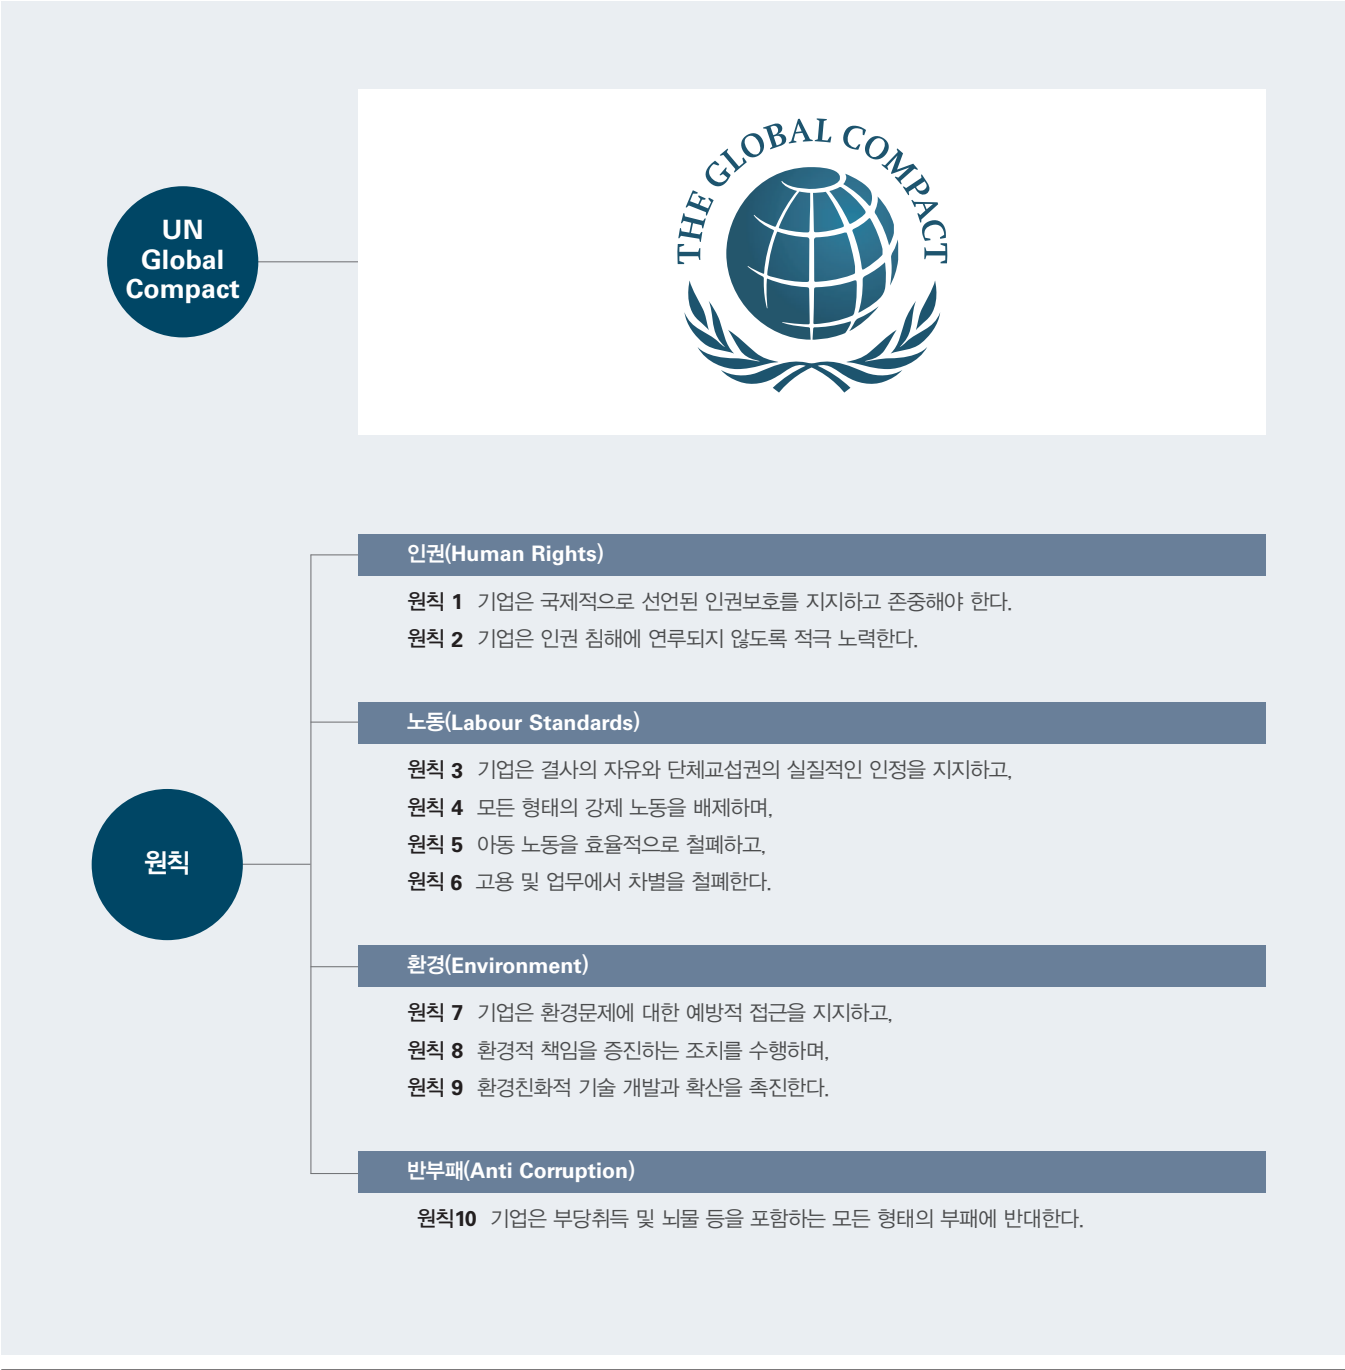 UN
Global
Compact
THE GLOBAL COMPACT
원칙
인권(Human Rights)
원칙 1 기업은 국제적으로 선언된 인권보호를 지지하고 존중해야 한다.
원칙 2 기업은 인권 침해에 연루되지 않도록 적극 노력한다.
노동(Labour Standards)
원칙 3 기업은 결사의 자유와 단체교섭권의 실질적인 인정을 지지하고,
원칙 4 모든 형태의 강제 노동을 배제하며,
원칙 5 아동 노동을 효율적으로 철폐하고,
원칙 6 고용 및 업무에서 차별을 철폐한다.
환경(Environment)
원칙 7 기업은 환경문제에 대한 예방적 접근을 지지하고,
원칙 8 환경적 책임을 증진하는 조치를 수행하며,
원칙 9 환경친화적 기술 개발과 확산을 촉진한다.
반부패(Anti Corruption)
원칙10 기업은 부당취득 및 뇌물 등을 포함하는 모든 형태의 부패에 반대한다.